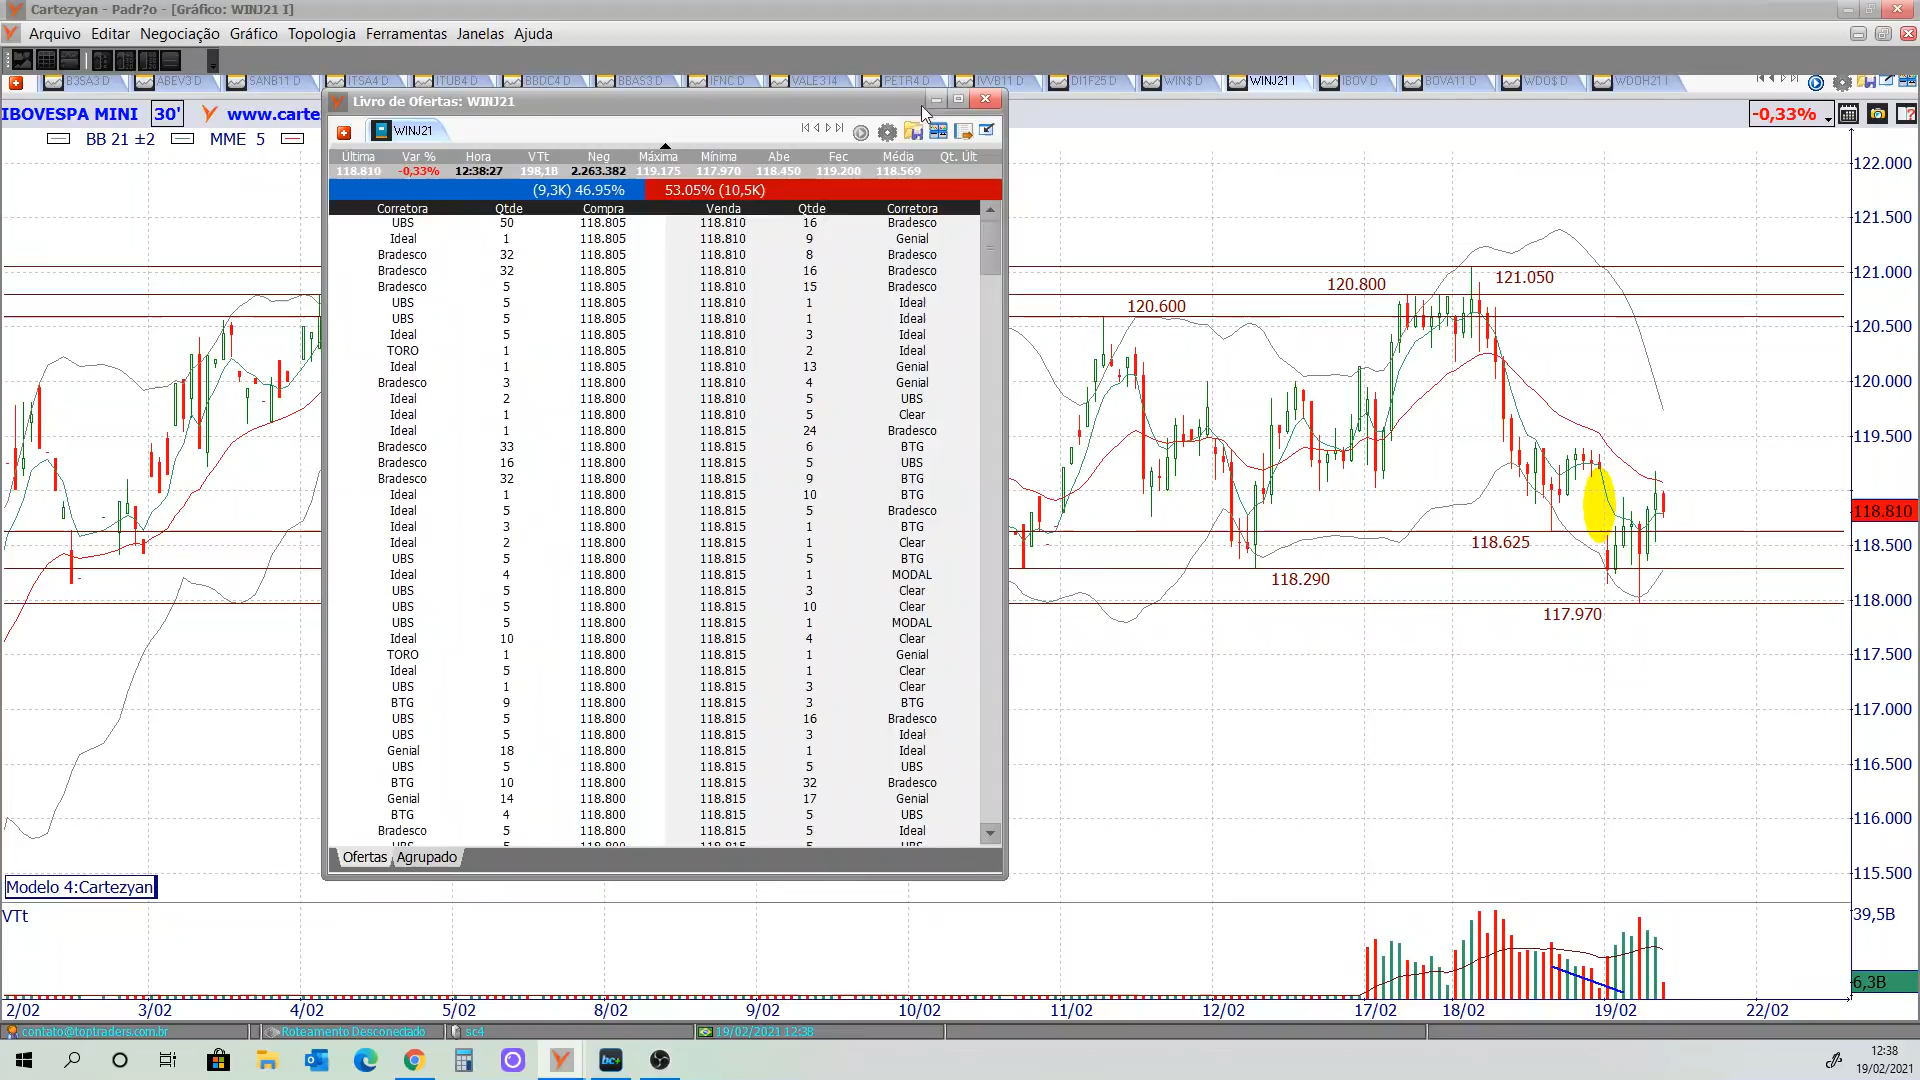 Cartezyan - Padr?o - [Gráfico: WINJ21 I]
Arquivo Editar Negociação Gráfico Topologia Ferramentas Janelas Ajuda
B3SA3 D ABEV3 D SANB11 D ITSA4 D ITUB4 D BBDC4 D BBAS3 D IFNC D VALE3 14 PETR4 D IVVB11 D DI1F25 D WIN$ D WINJ21 I IBOV D BOVA11 D WDO$ D WDOH21 I
IBOVESPA MINI 30' www.carte
-0,33%
BB 21 ±2 MME 5
Livro de Ofertas: WINJ21
WINJ21
Última Var % Hora VTt Neg Máxima Mínima Abe Fec Média Qt. Últ
118.810 -0,33% 12:38:27 198,1B 2.263.382 119.175 117.970 118.450 119.200 118.569
(9,3K) 46.95% 53.05% (10,5K)
Corretora Qtde Compra Venda Qtde Corretora
UBS 50 118.805 118.810 16 Bradesco
Ideal 1 118.805 118.810 9 Genial
Bradesco 32 118.805 118.810 8 Bradesco
Bradesco 32 118.805 118.810 16 Bradesco
Bradesco 5 118.805 118.810 15 Bradesco
UBS 5 118.805 118.810 1 Ideal
UBS 5 118.805 118.810 1 Ideal
Ideal 5 118.805 118.810 3 Ideal
TORO 1 118.805 118.810 2 Ideal
Ideal 1 118.805 118.810 13 Genial
Bradesco 3 118.800 118.810 4 Genial
Ideal 2 118.800 118.810 5 UBS
Ideal 1 118.800 118.810 5 Clear
Ideal 1 118.800 118.815 24 Bradesco
Bradesco 33 118.800 118.815 6 BTG
Bradesco 16 118.800 118.815 5 UBS
Bradesco 32 118.800 118.815 9 BTG
Ideal 1 118.800 118.815 10 BTG
Ideal 5 118.800 118.815 5 Bradesco
Ideal 3 118.800 118.815 1 BTG
Ideal 2 118.800 118.815 1 Clear
UBS 5 118.800 118.815 5 BTG
Ideal 4 118.800 118.815 1 MODAL
UBS 5 118.800 118.815 3 Clear
UBS 5 118.800 118.815 10 Clear
UBS 5 118.800 118.815 1 MODAL
Ideal 10 118.800 118.815 4 Clear
TORO 1 118.800 118.815 1 Genial
Ideal 5 118.800 118.815 1 Clear
UBS 1 118.800 118.815 3 Clear
BTG 9 118.800 118.815 3 BTG
UBS 5 118.800 118.815 16 Bradesco
UBS 5 118.800 118.815 3 Ideal
Genial 18 118.800 118.815 1 Ideal
UBS 5 118.800 118.815 5 UBS
BTG 10 118.800 118.815 32 Bradesco
Genial 14 118.800 118.815 17 Genial
BTG 4 118.800 118.815 5 UBS
Bradesco 5 118.800 118.815 5 Ideal
Ofertas Agrupado
120.600
120.800
121.050
118.625
118.290
117.970
122.000
121.500
121.000
120.500
120.000
119.500
118.810
118.500
118.000
117.500
117.000
116.500
116.000
115.500
Modelo 4:Cartezyan
VTt
39,5B
6,3B
2/02 3/02 4/02 5/02 8/02 9/02 10/02 11/02 12/02 17/02 18/02 19/02 22/02
contato@toptraders.com.br Roteamento Desconectado sc4 19/02/2021 12:38
bc+
12:38
19/02/2021